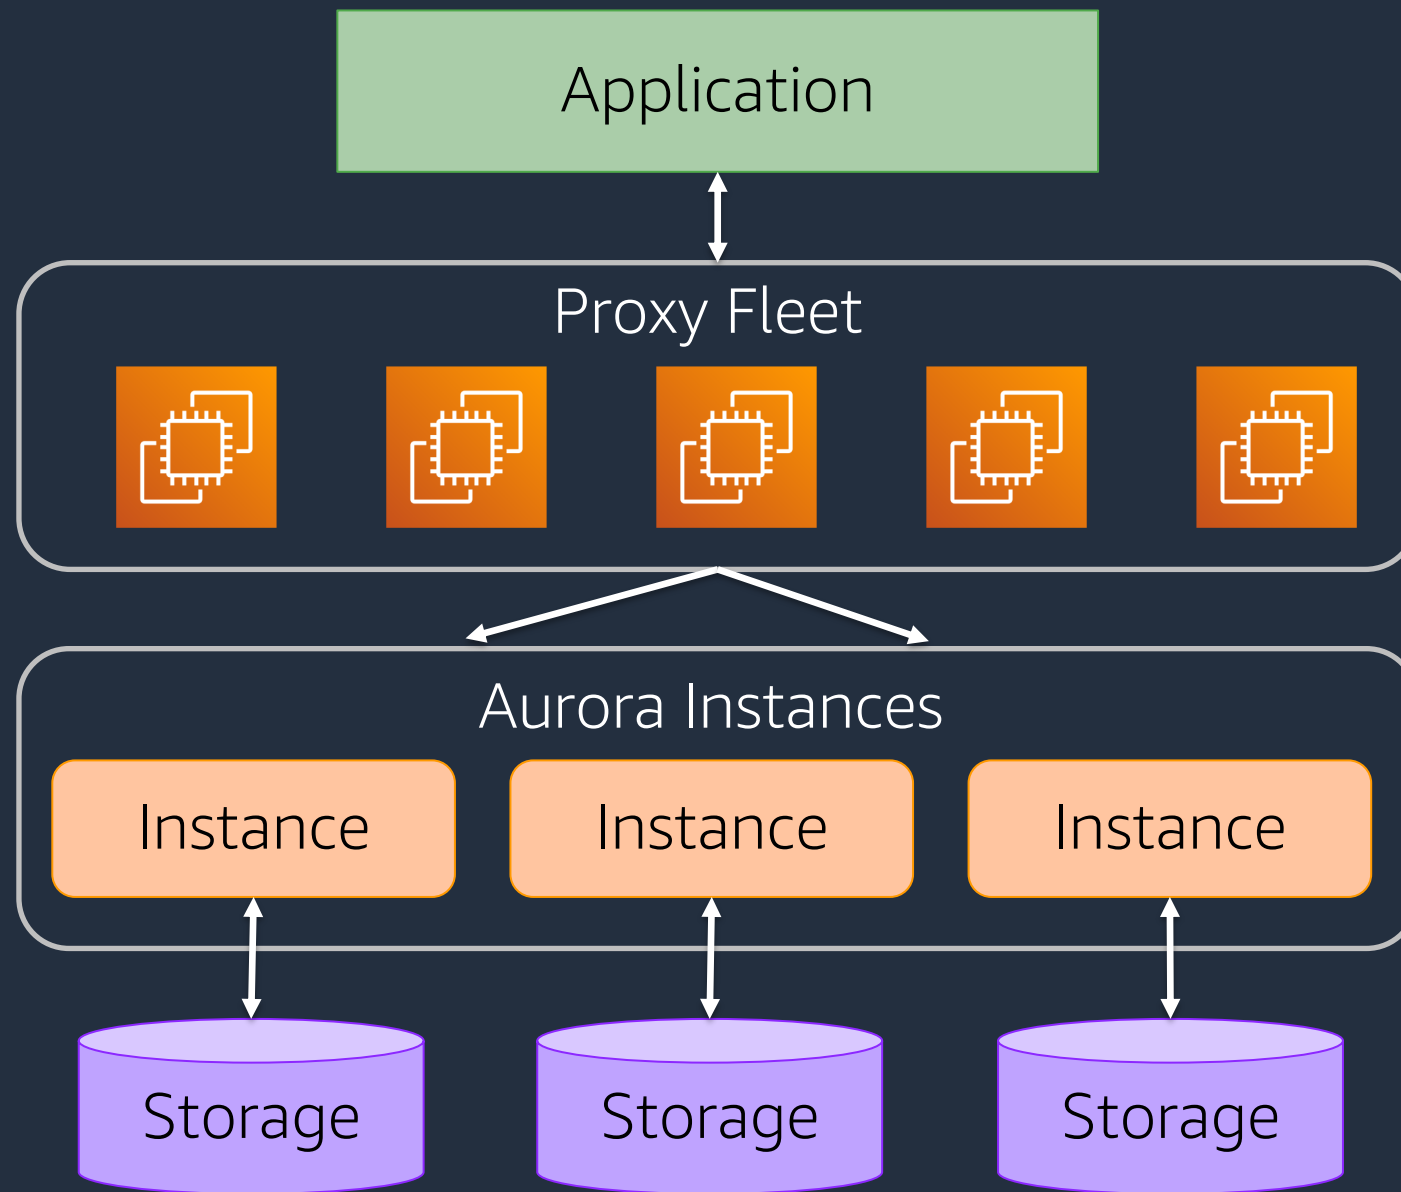 Application
Proxy Fleet
Aurora Instances
Instance
Instance
Instance
Storage
Storage
Storage